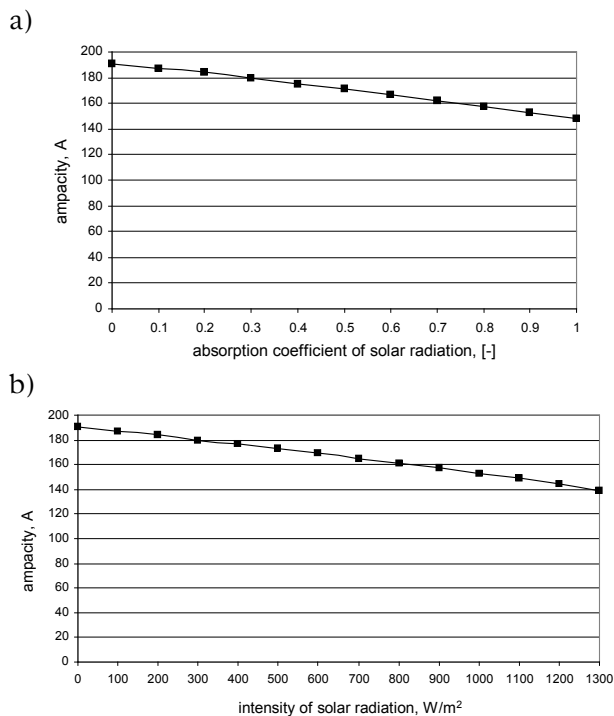 a)
200
180
160
140
120
100
80
60
40
20
0
ampacity, A
0 0.1 0.2 0.3 0.4 0.5 0.6 0.7 0.8 0.9 1
absorption coefficient of solar radiation, [-]
b)
200
180
160
140
120
100
80
60
40
20
0
ampacity, A
0 100 200 300 400 500 600 700 800 900 1000 1100 1200 1300
intensity of solar radiation, W/m²